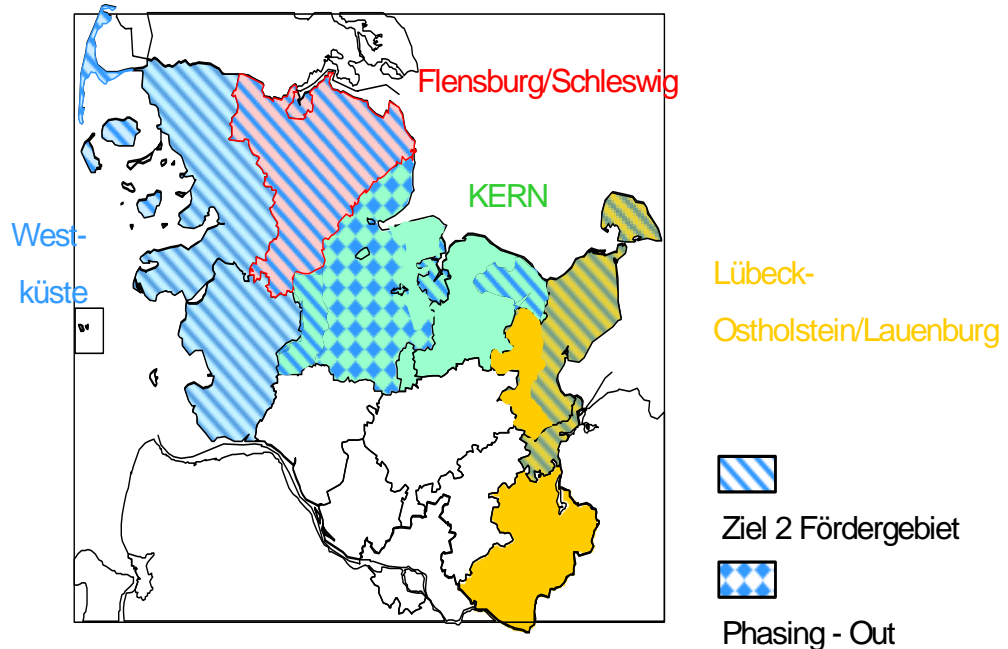 Flensburg/Schleswig
KERN
West-
küste
Lübeck-
Ostholstein/Lauenburg
Ziel 2 Fördergebiet
Phasing - Out